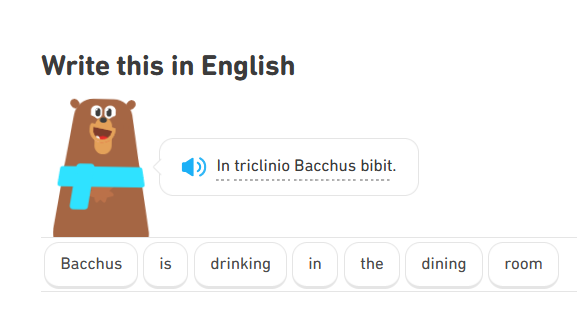 Write this in English
In triclinio Bacchus bibit.
Bacchus is drinking in the dining room